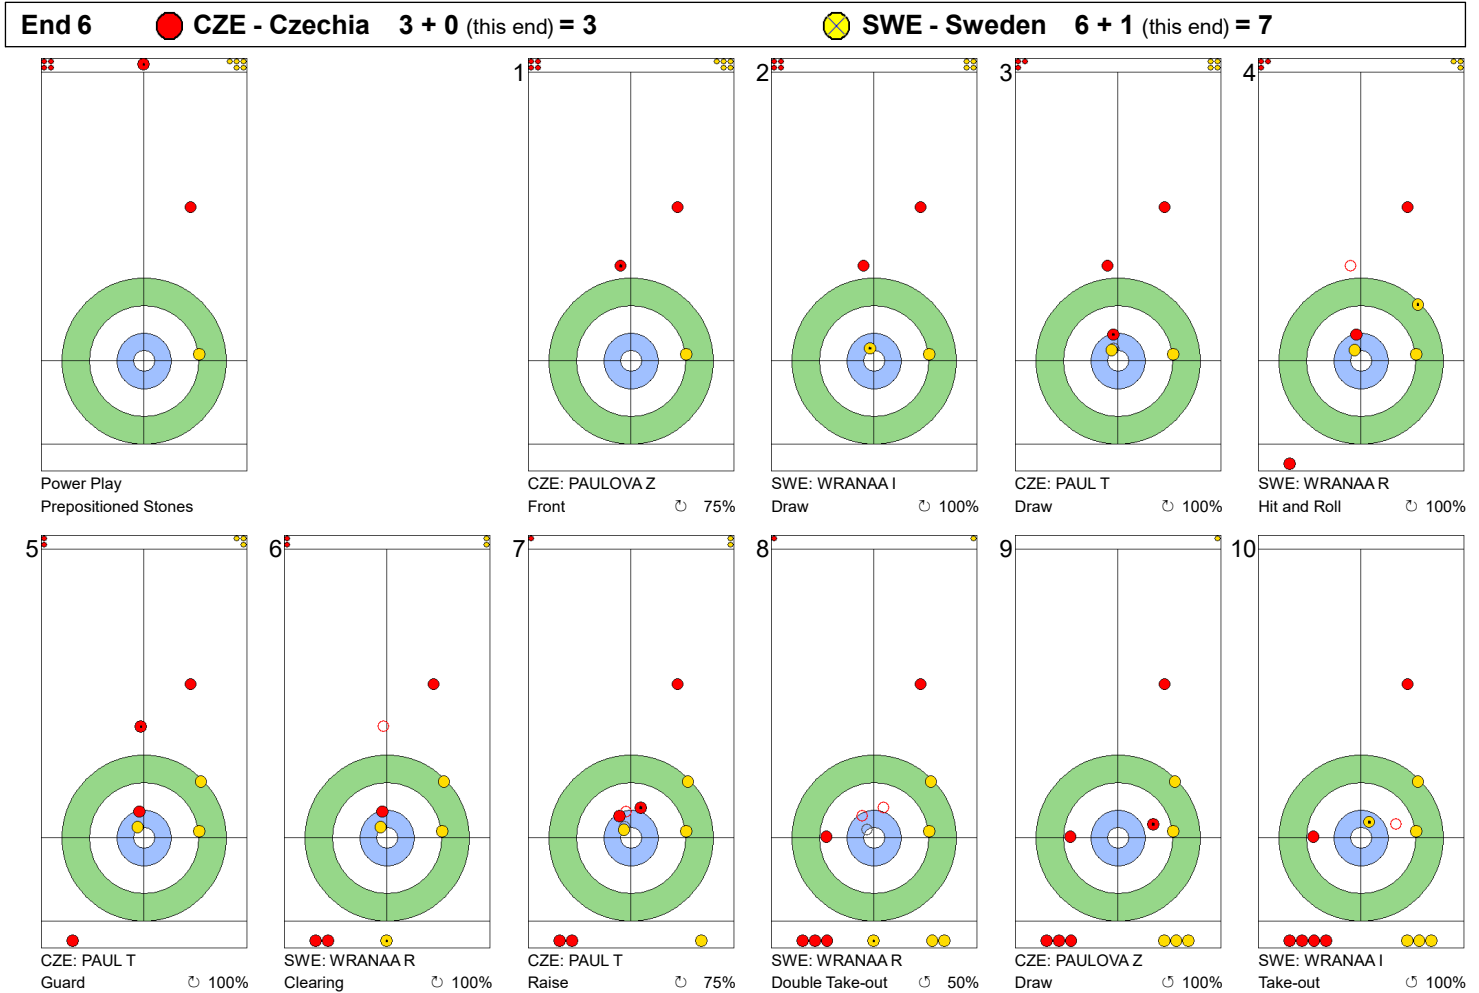 End 6 CZE - Czechia 3 + 0 (this end) = 3 SWE - Sweden 6 + 1 (this end) = 7
1 2 3 4
Power Play
Prepositioned Stones
CZE: PAULOVA Z
Front ↻ 75%
SWE: WRANAA I
Draw ↻ 100%
CZE: PAUL T
Draw ↻ 100%
SWE: WRANAA R
Hit and Roll ↻ 100%
5 6 7 8 9 10
CZE: PAUL T
Guard ↻ 100%
SWE: WRANAA R
Clearing ↻ 100%
CZE: PAUL T
Raise ↻ 75%
SWE: WRANAA R
Double Take-out ↺ 50%
CZE: PAULOVA Z
Draw ↺ 100%
SWE: WRANAA I
Take-out ↺ 100%